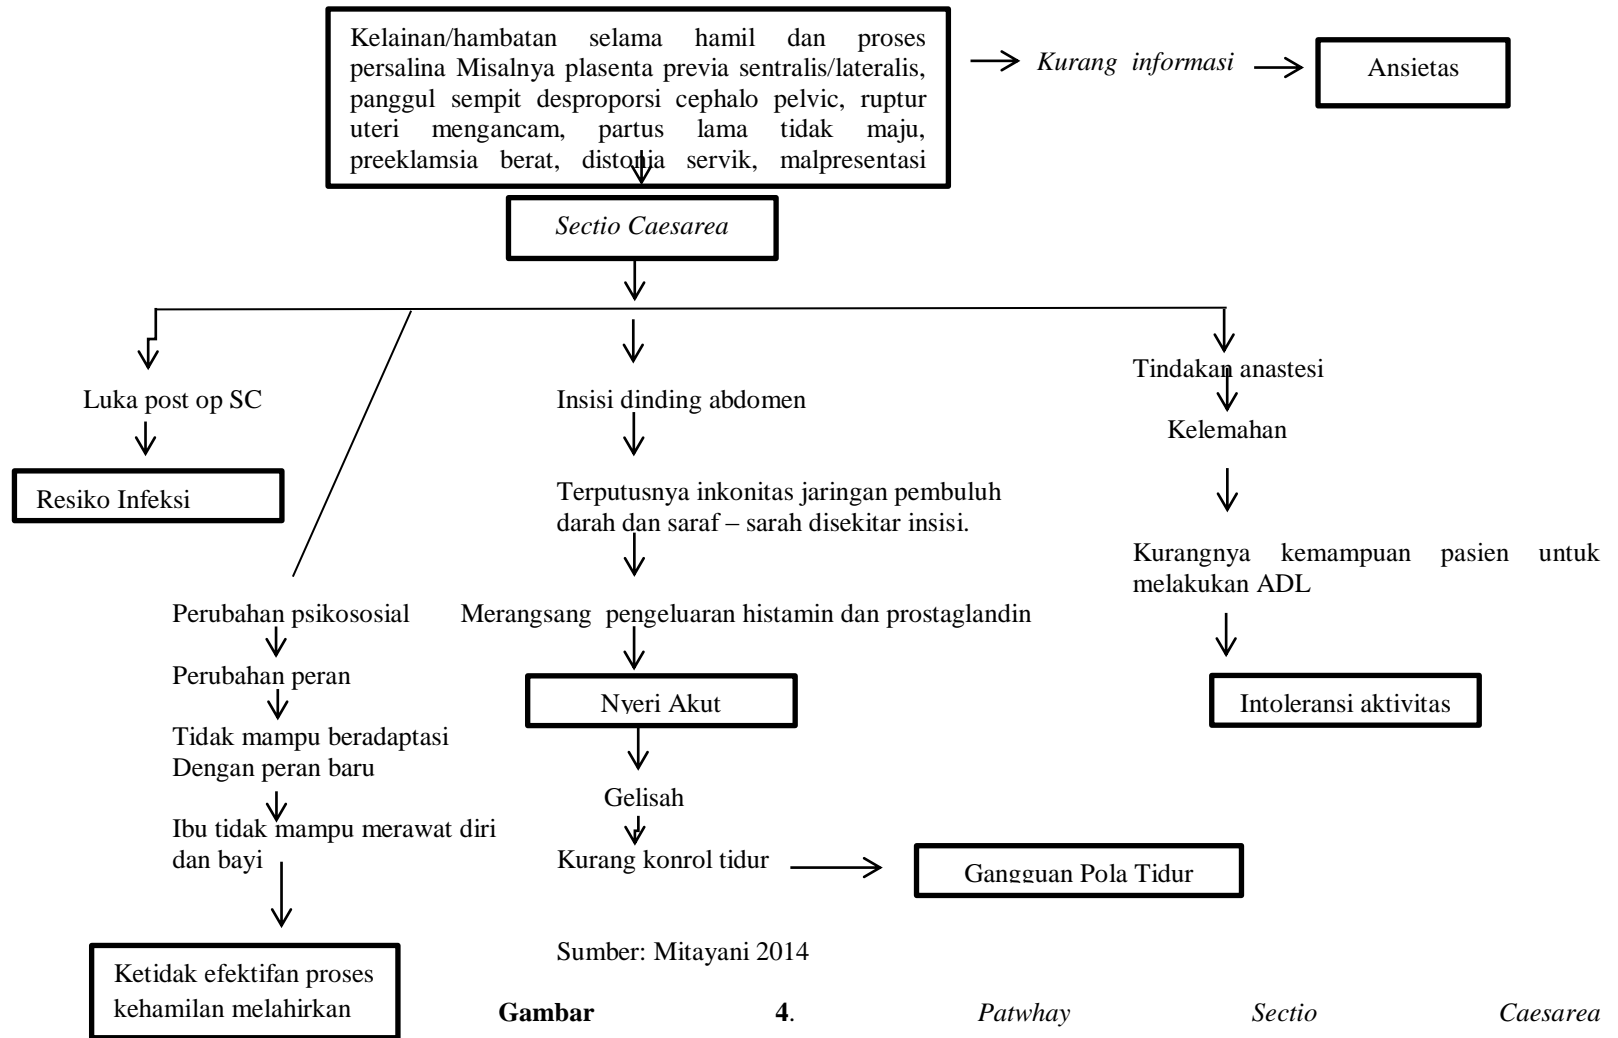 Kelainan/hambatan selama hamil dan proses
persalina Misalnya plasenta previa sentralis/lateralis,
panggul sempit desproporsi cephalo pelvic, ruptur
uteri mengancam, partus lama tidak maju,
preeklamsia berat, distonia servik, malpresentasi
Kurang informasi
Ansietas
Sectio Caesarea
Luka post op SC
Resiko Infeksi
Perubahan psikososial
Perubahan peran
Tidak mampu beradaptasi
Dengan peran baru
Ibu tidak mampu merawat diri
dan bayi
Ketidak efektifan proses
kehamilan melahirkan
Insisi dinding abdomen
Terputusnya inkonitas jaringan pembuluh
darah dan saraf – sarah disekitar insisi.
Merangsang pengeluaran histamin dan prostaglandin
Nyeri Akut
Gelisah
Kurang konrol tidur
Gangguan Pola Tidur
Tindakan anastesi
Kelemahan
Kurangnya kemampuan pasien untuk
melakukan ADL
Intoleransi aktivitas
Sumber: Mitayani 2014
Gambar 4. Patwhay Sectio Caesarea